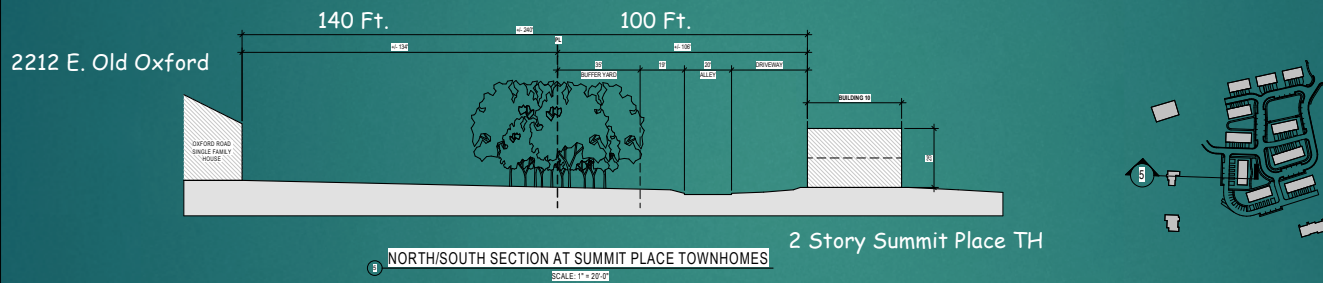 140 Ft.
100 Ft.
+/- 240'
2212 E. Old Oxford
+/- 134'
PL
+/- 106'
35'
BUFFER YARD
19'
20'
ALLEY
DRIVEWAY
BUILDING 10
OXFORD ROAD
SINGLE FAMILY
HOUSE
5
2 Story Summit Place TH
NORTH/SOUTH SECTION AT SUMMIT PLACE TOWNHOMES
SCALE: 1" = 20'-0"